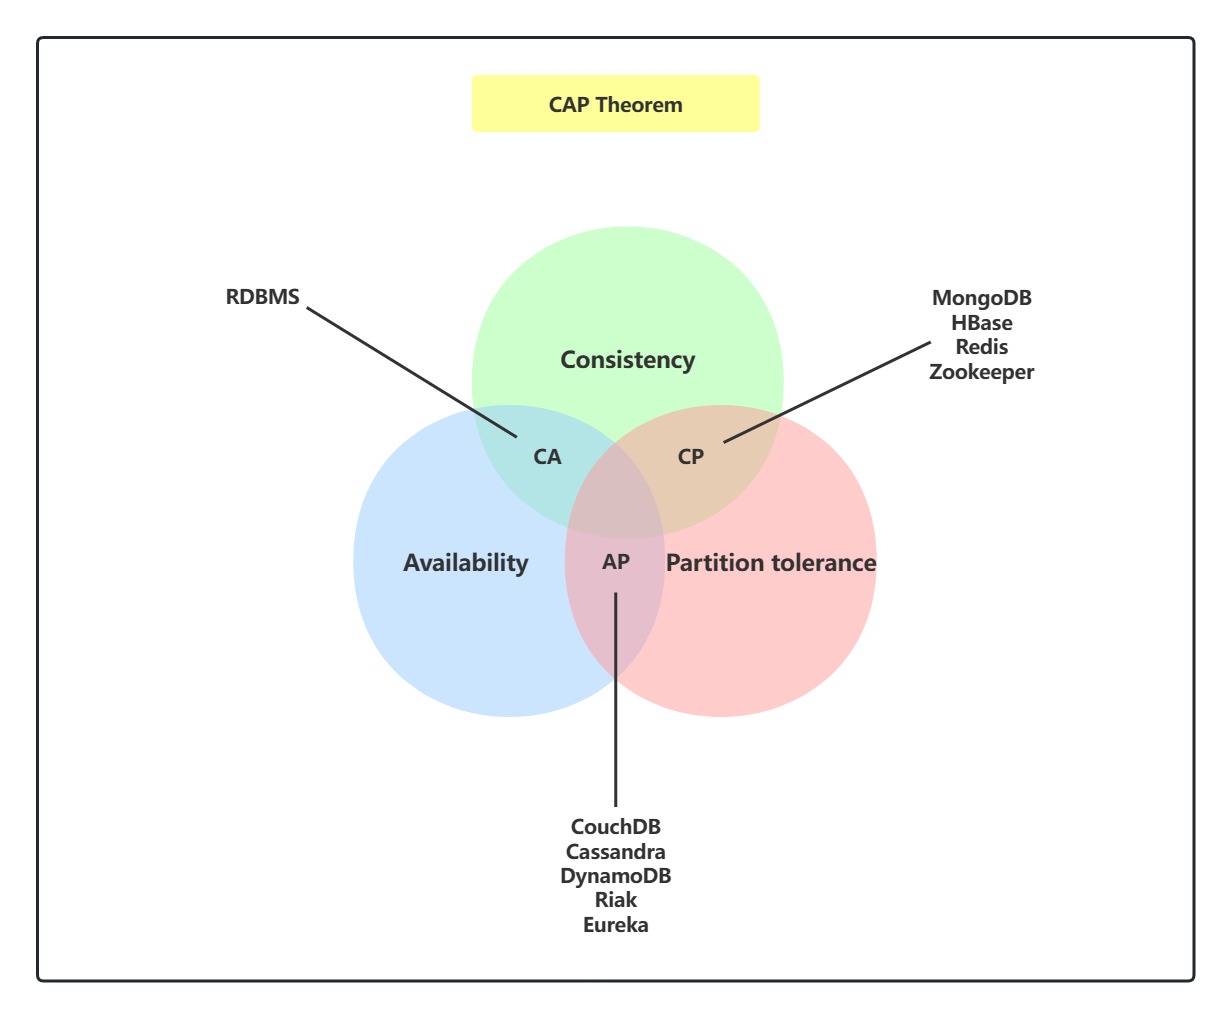 CAP Theorem
RDBMS
MongoDB
HBase
Redis
Zookeeper
Consistency
CA
CP
Availability
AP
Partition tolerance
CouchDB
Cassandra
DynamoDB
Riak
Eureka